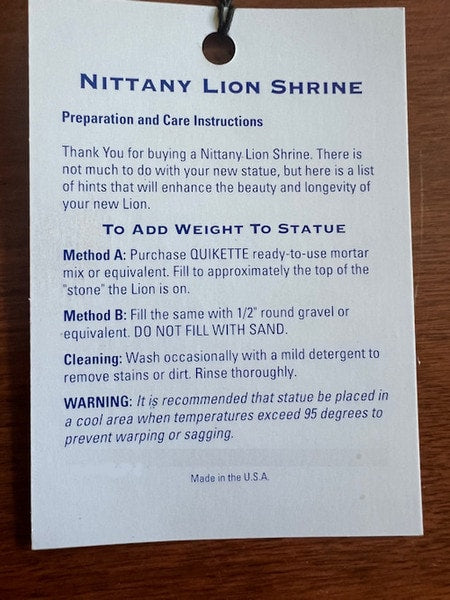 NITTANY LION SHRINE
Preparation and Care Instructions
Thank You for buying a Nittany Lion Shrine. There is
not much to do with your new statue, but here is a list
of hints that will enhance the beauty and longevity of
your new Lion.
TO ADD WEIGHT TO STATUE
Method A: Purchase QUIKETTE ready-to-use mortar
mix or equivalent. Fill to approximately the top of the
"stone" the Lion is on.
Method B: Fill the same with 1/2" round gravel or
equivalent. DO NOT FILL WITH SAND.
Cleaning: Wash occasionally with a mild detergent to
remove stains or dirt. Rinse thoroughly.
WARNING: It is recommended that statue be placed in
a cool area when temperatures exceed 95 degrees to
prevent warping or sagging.
Made in the U.S.A.